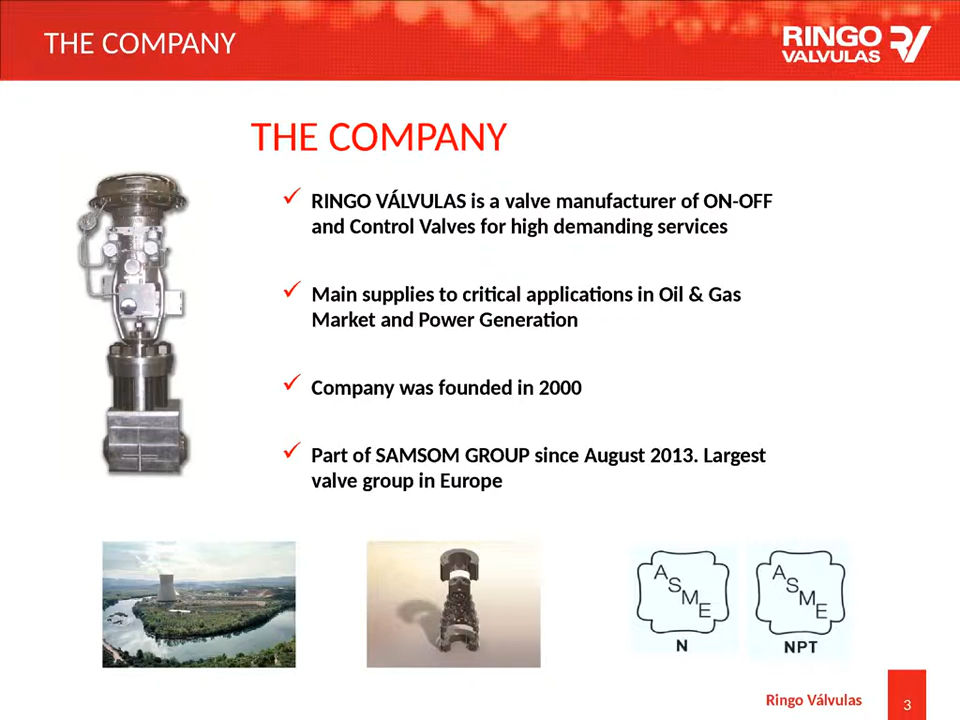 THE COMPANY
RINGO
VALVULAS
THE COMPANY
RINGO VÁLVULAS is a valve manufacturer of ON-OFF
and Control Valves for high demanding services
Main supplies to critical applications in Oil & Gas
Market and Power Generation
Company was founded in 2000
Part of SAMSOM GROUP since August 2013. Largest
valve group in Europe
ASME
N
ASME
NPT
Ringo Válvulas
3